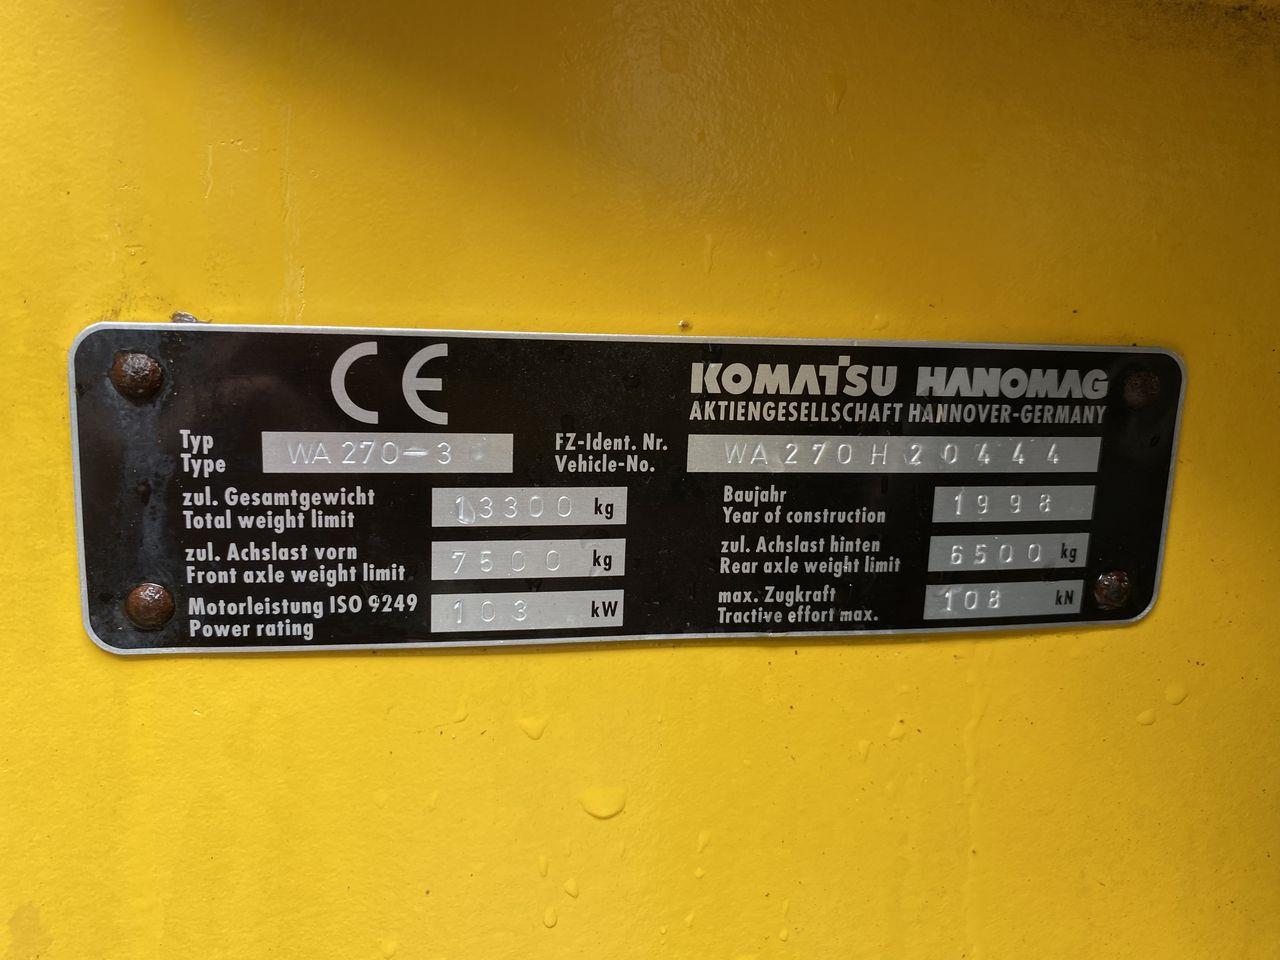 CE
KOMATSU HANOMAG
AKTIENGESELLSCHAFT HANNOVER-GERMANY
Typ
Type
WA 270-3
FZ-Ident. Nr.
Vehicle-No.
WA270H20444
zul. Gesamtgewicht
Total weight limit
13300 kg
Baujahr
Year of construction
1998
zul. Achslast vorn
Front axle weight limit
7500 kg
zul. Achslast hinten
Rear axle weight limit
6500 kg
Motorleistung ISO 9249
Power rating
103 kW
max. Zugkraft
Tractive effort max.
108 kN